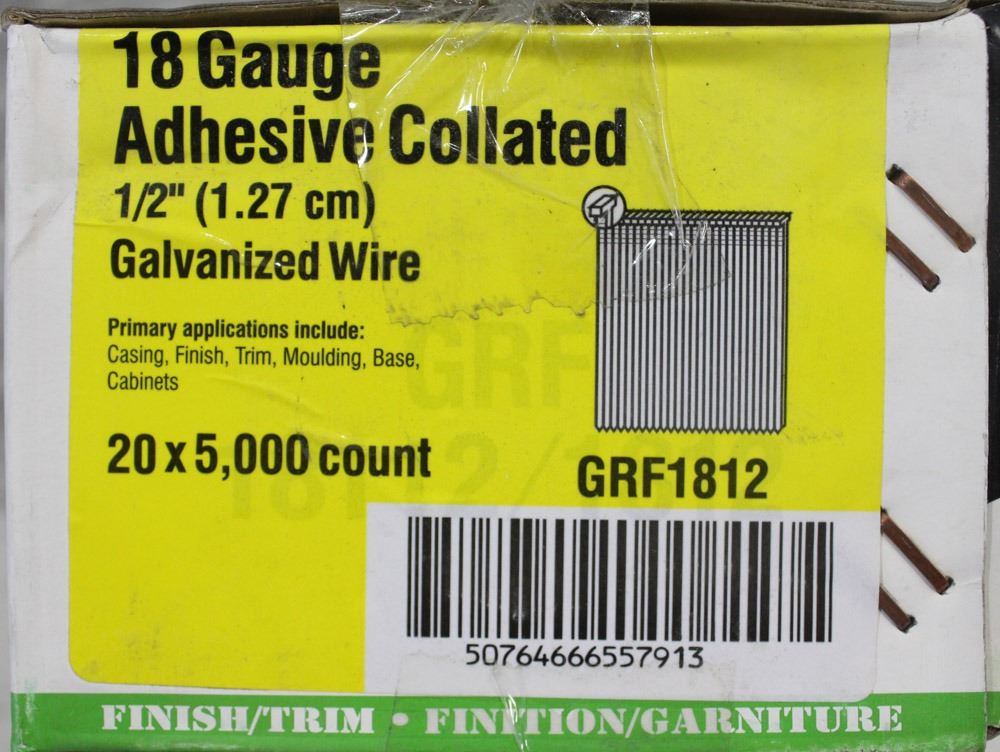 18 Gauge
Adhesive Collated
1/2" (1.27 cm)
Galvanized Wire
Primary applications include:
Casing, Finish, Trim, Moulding, Base,
Cabinets
GRF
20 x 5,000 count
GRF1812
50764666557913
FINISH/TRIM • FINITION/GARNITURE